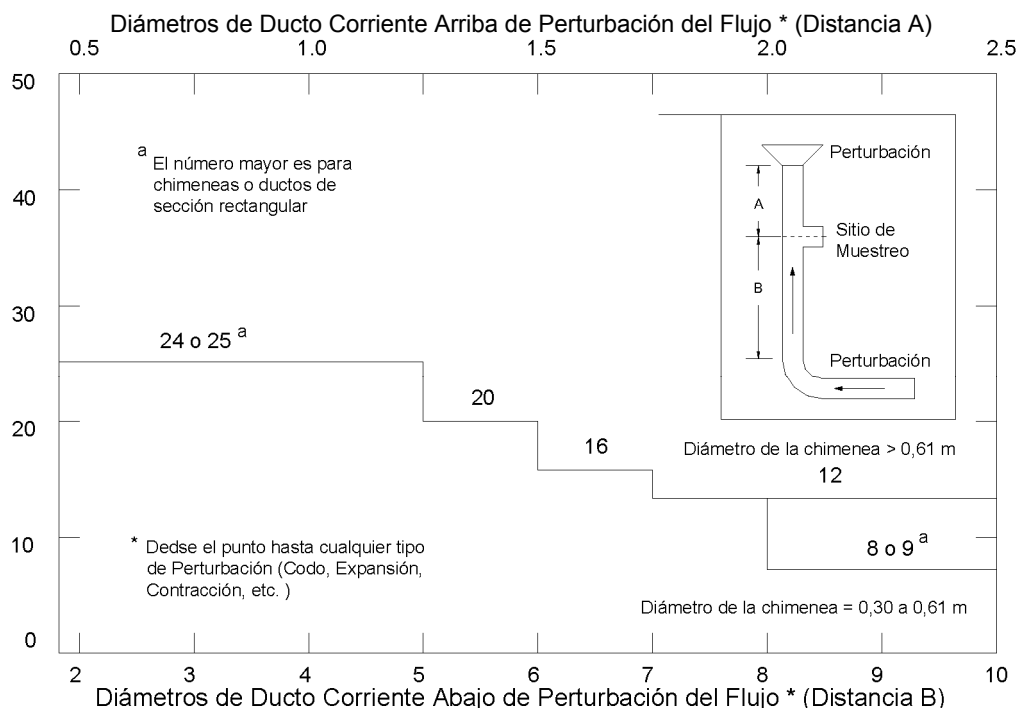 Diámetros de Ducto Corriente Arriba de Perturbación del Flujo * (Distancia A)
0.5 1.0 1.5 2.0 2.5
50
40
30
20
10
0
a El número mayor es para
chimeneas o ductos de
sección rectangular
Perturbación
A
Sitio de
Muestreo
B
Perturbación
24 o 25 a
20
16
Diámetro de la chimenea > 0,61 m
12
8 o 9 a
* Dedse el punto hasta cualquier tipo
de Perturbación (Codo, Expansión,
Contracción, etc. )
Diámetro de la chimenea = 0,30 a 0,61 m
2 3 4 5 6 7 8 9 10
Diámetros de Ducto Corriente Abajo de Perturbación del Flujo * (Distancia B)